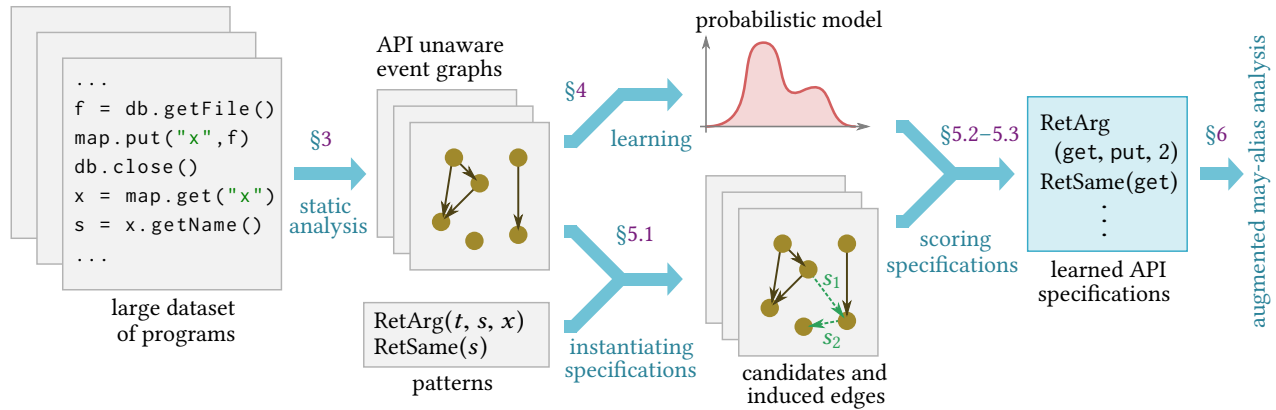 ...
f = db.getFile()
map.put("x",f)
db.close()
x = map.get("x")
s = x.getName()
...
large dataset
of programs
§3
static
analysis
API unaware
event graphs
RetArg(t, s, x)
RetSame(s)
patterns
§4
learning
§5.1
instantiating
specifications
probabilistic model
s1
s2
candidates and
induced edges
§5.2–5.3
scoring
specifications
RetArg
(get, put, 2)
RetSame(get)
⋮
learned API
specifications
§6
augmented may-alias analysis